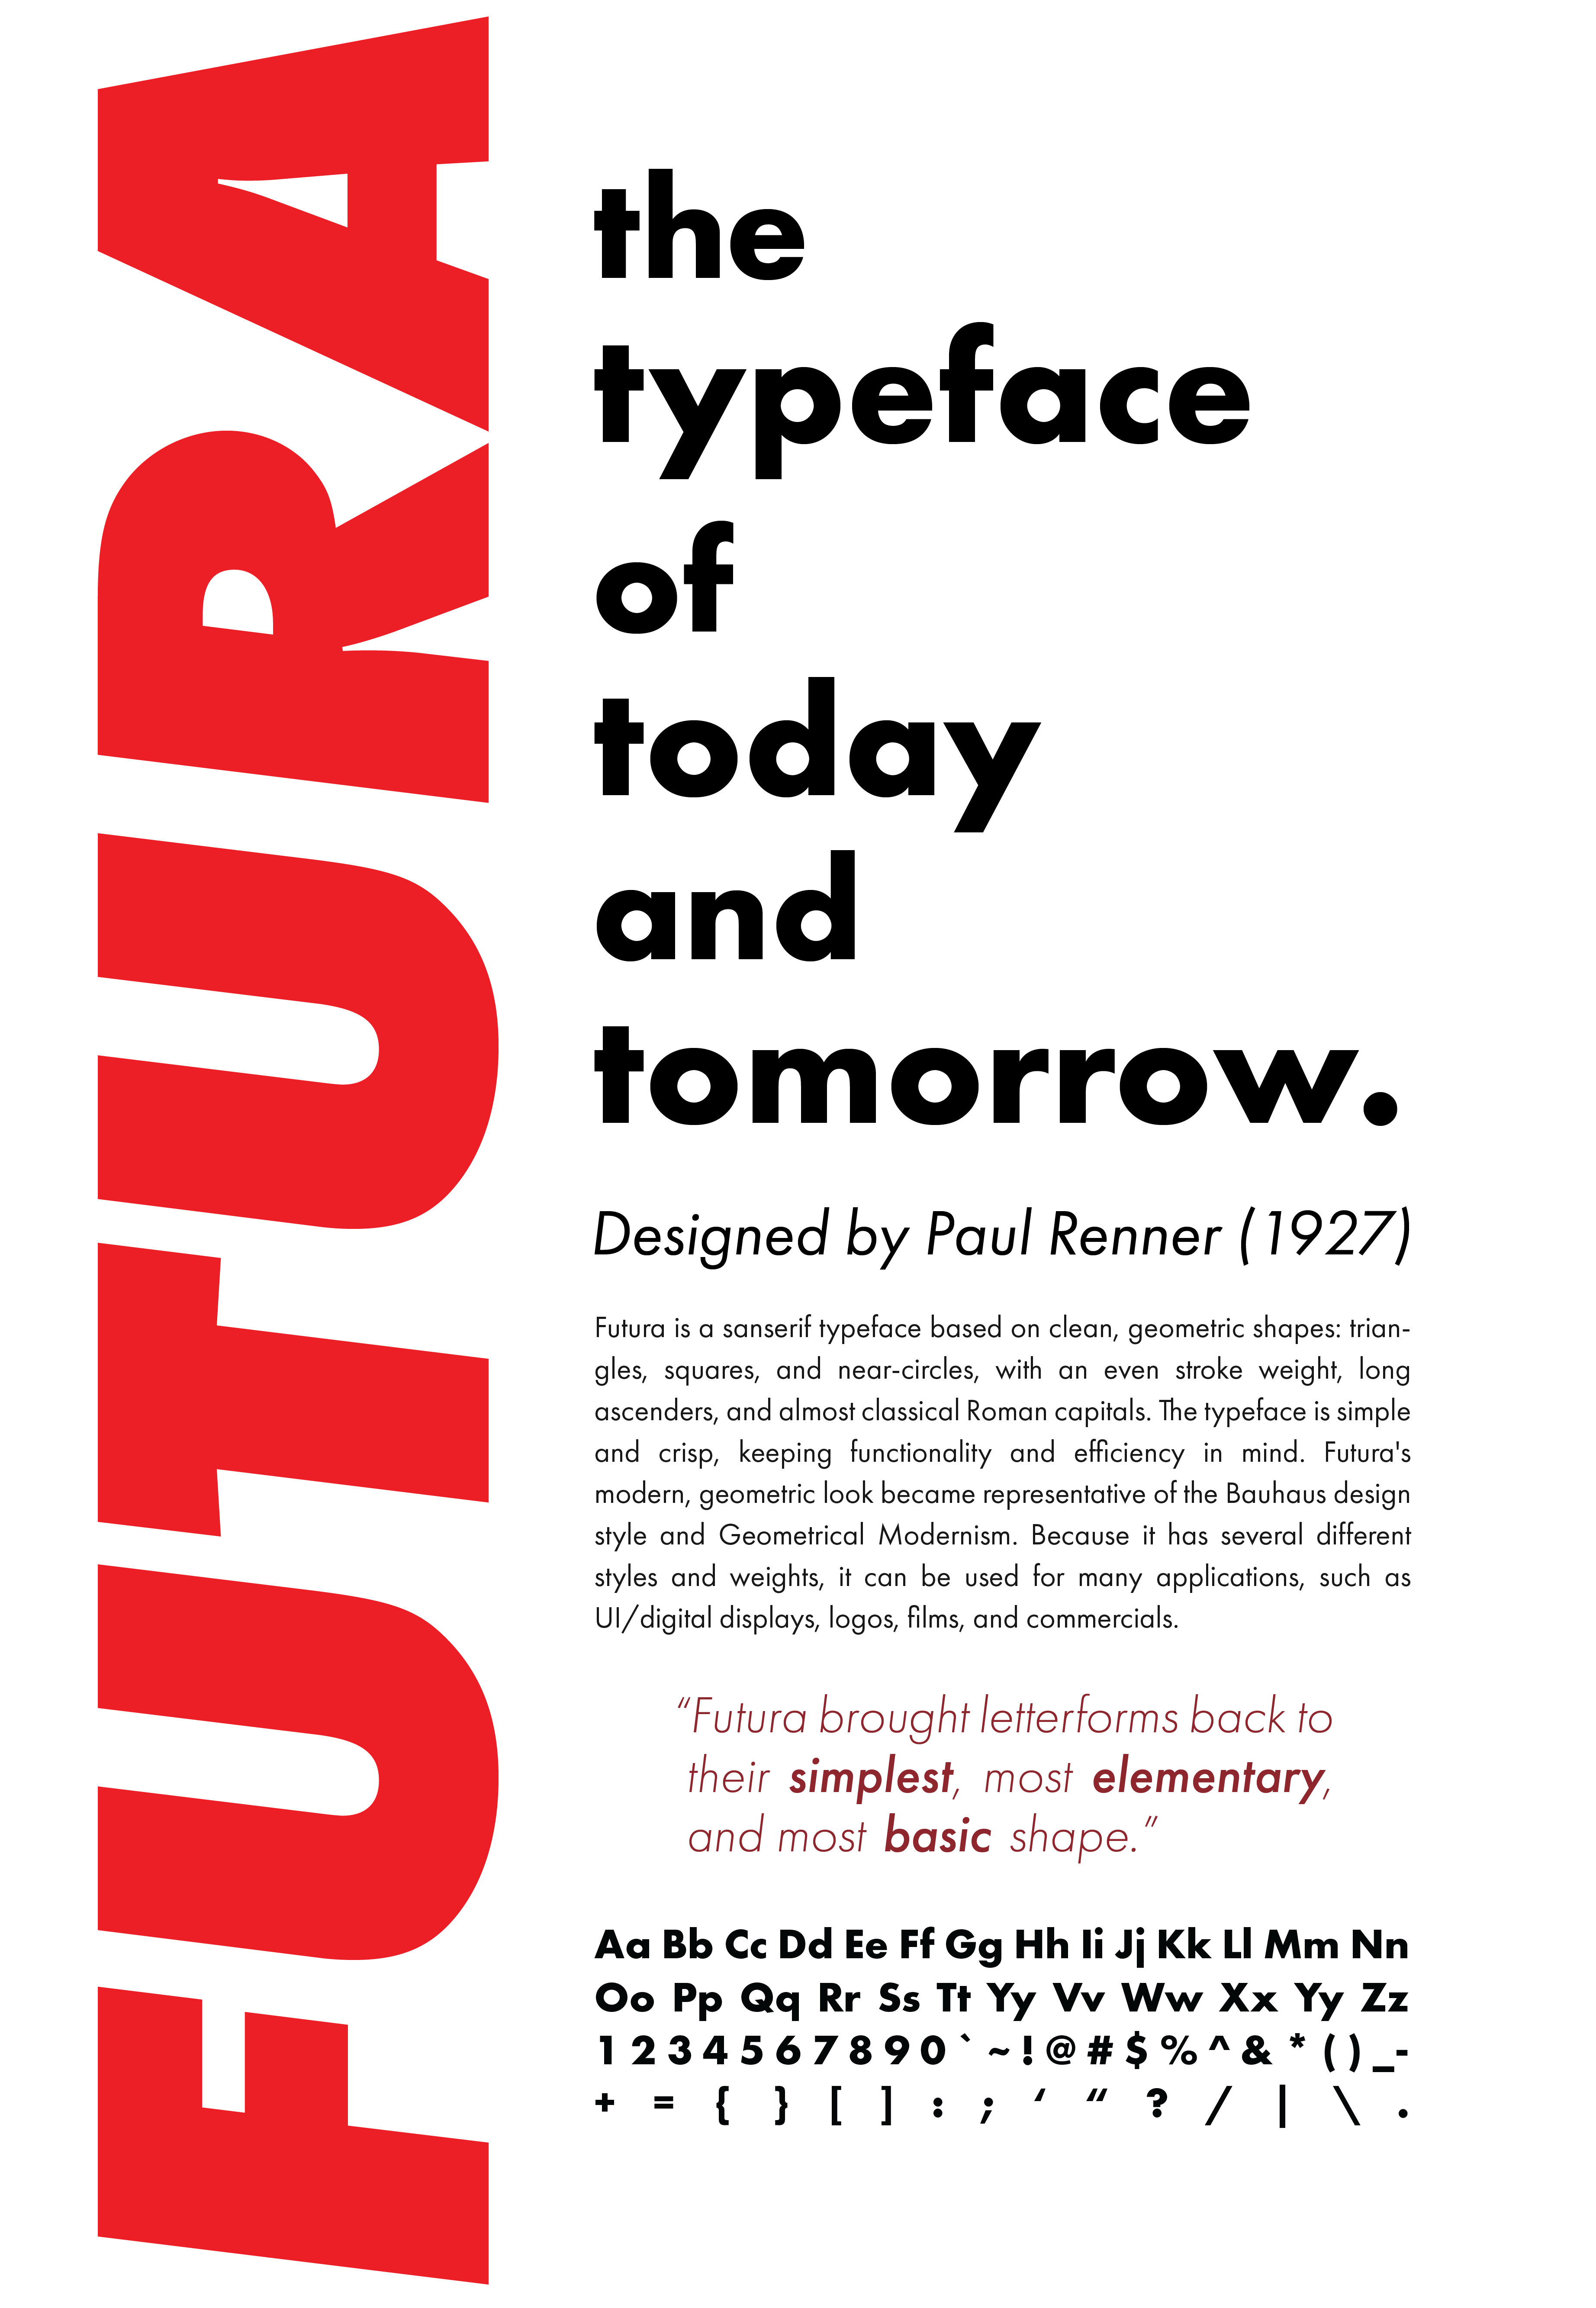 FUTURA
the
typeface
of
today
and
tomorrow.
Designed by Paul Renner (1927)
Futura is a sanserif typeface based on clean, geometric shapes: trian-
gles, squares, and near-circles, with an even stroke weight, long
ascenders, and almost classical Roman capitals. The typeface is simple
and crisp, keeping functionality and efficiency in mind. Futura's
modern, geometric look became representative of the Bauhaus design
style and Geometrical Modernism. Because it has several different
styles and weights, it can be used for many applications, such as
UI/digital displays, logos, films, and commercials.
“Futura brought letterforms back to
their simplest, most elementary,
and most basic shape.”
Aa Bb Cc Dd Ee Ff Gg Hh Ii Jj Kk Ll Mm Nn
Oo Pp Qq Rr Ss Tt Yy Vv Ww Xx Yy Zz
1 2 3 4 5 6 7 8 9 0 ` ~ ! @ # $ % ^ & * ( ) _ -
+ = { } [ ] : ; ‘ “ ? / | \ .